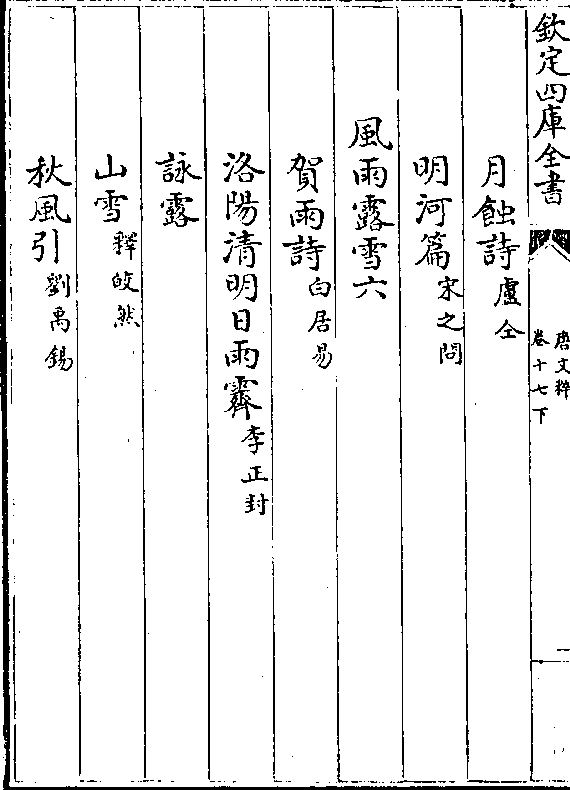 欽定四庫全書
唐文粹
卷十七下
月蝕詩 盧仝
明河篇 宋之問
風雨露雪六
賀雨詩 白居易
洛陽清明日雨霽 李正封
詠露
山雪 釋皎然
秋風引 劉禹錫